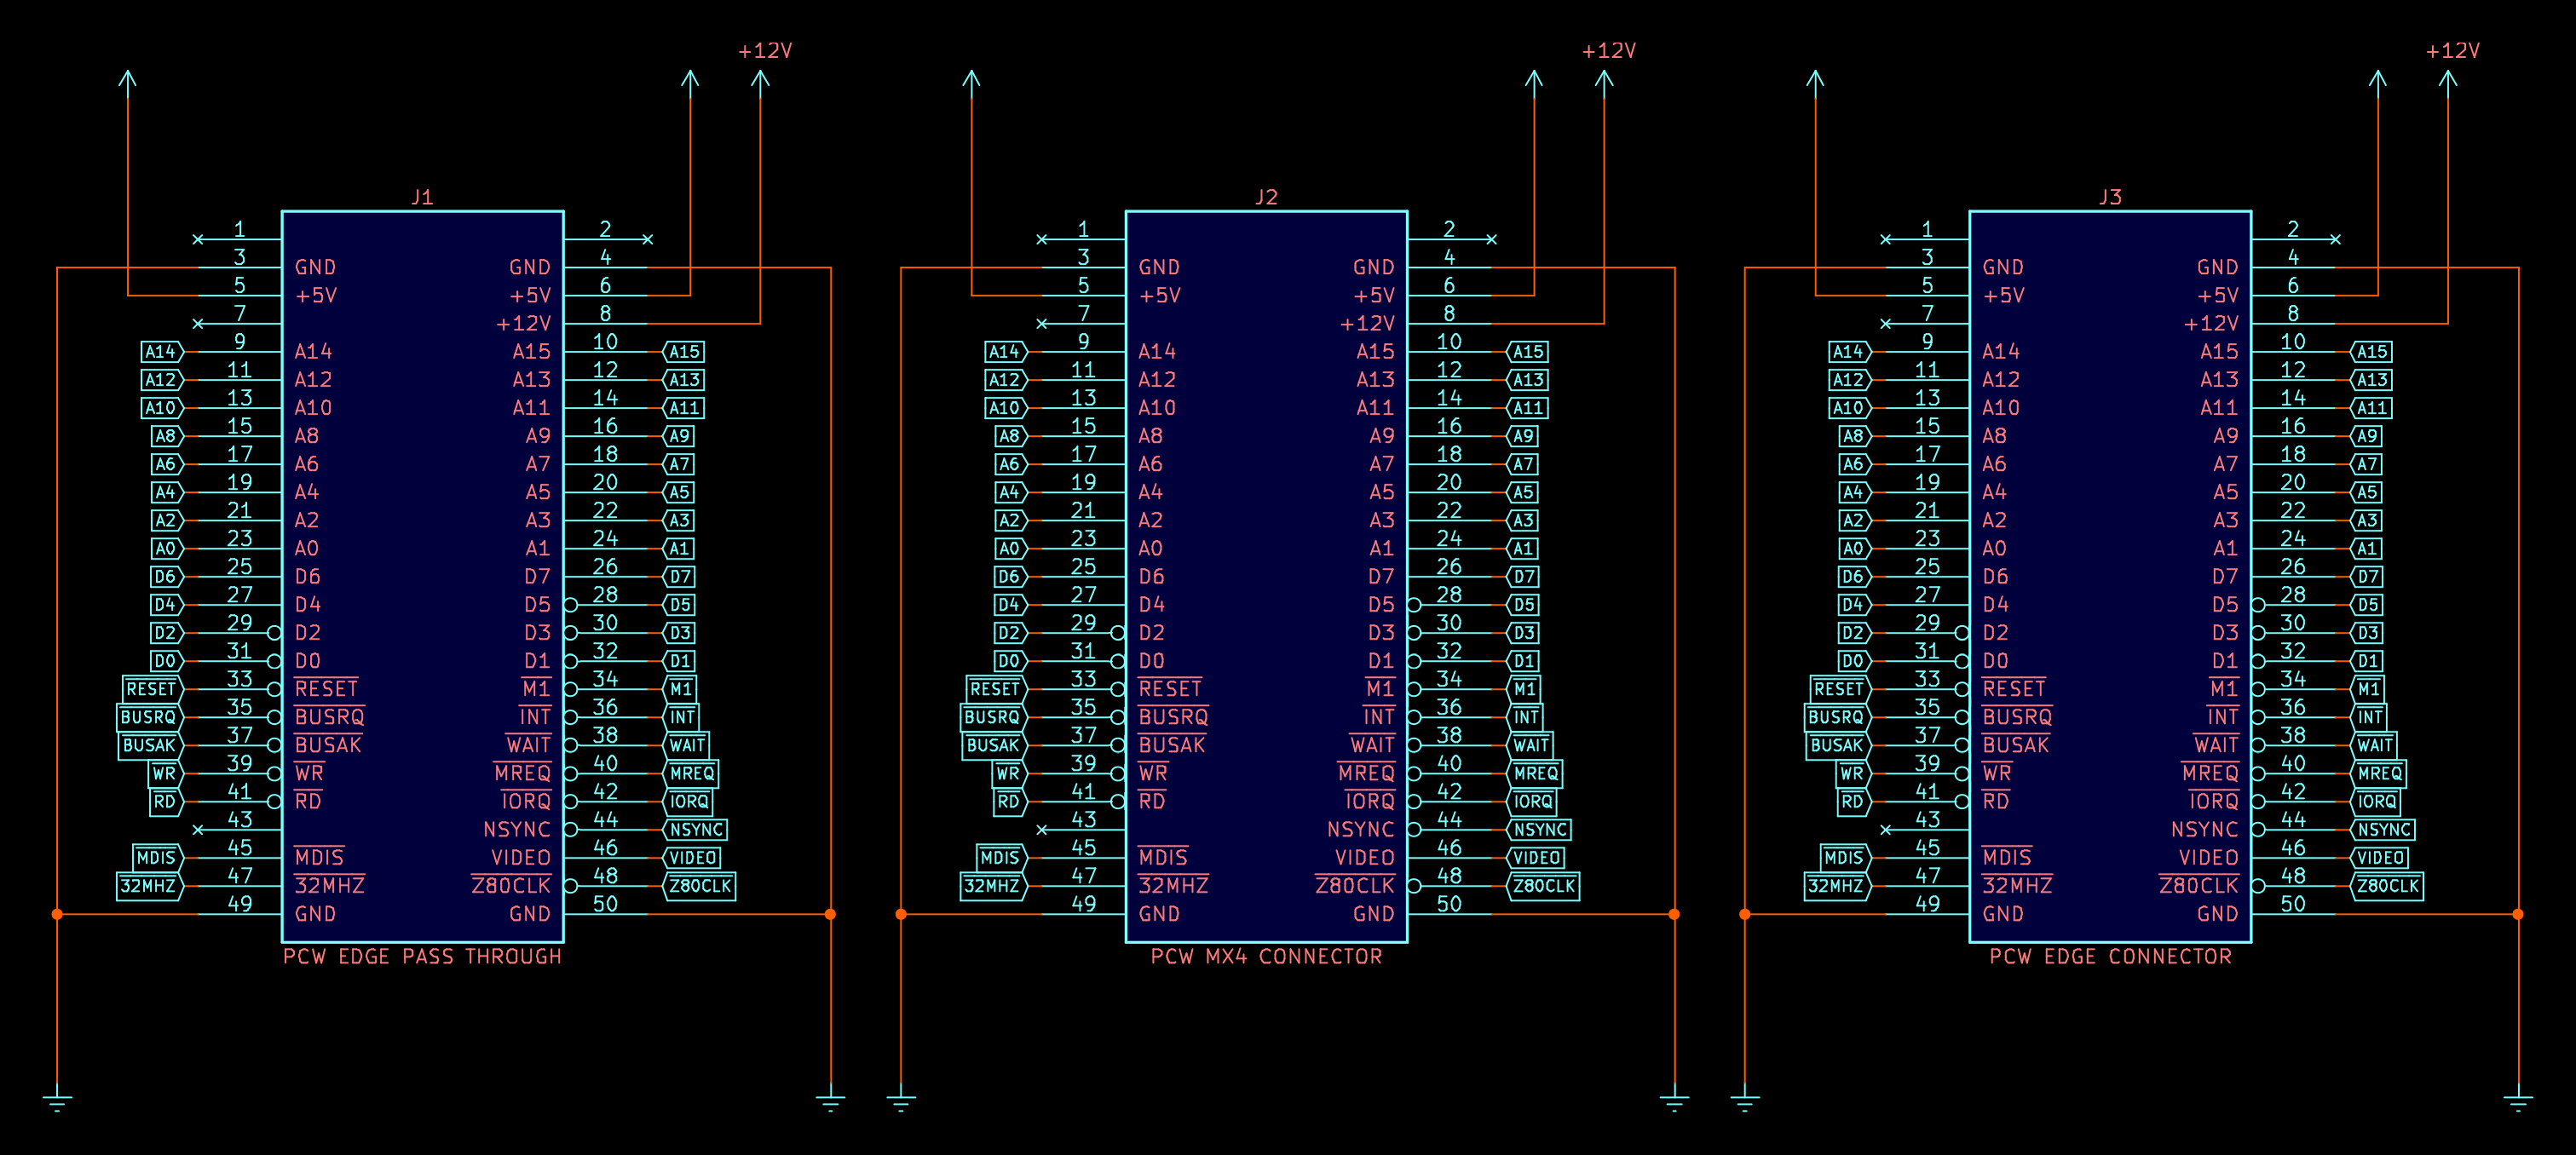 +12V +12V +12V
J1 J2 J3
1 2 1 2 1 2
3 GND GND 4 3 GND GND 4 3 GND GND 4
5 +5V +5V 6 5 +5V +5V 6 5 +5V +5V 6
7 +12V 8 7 +12V 8 7 +12V 8
A14 9 A14 A15 10 A15 A14 9 A14 A15 10 A15 A14 9 A14 A15 10 A15
A12 11 A12 A13 12 A13 A12 11 A12 A13 12 A13 A12 11 A12 A13 12 A13
A10 13 A10 A11 14 A11 A10 13 A10 A11 14 A11 A10 13 A10 A11 14 A11
A8 15 A8 A9 16 A9 A8 15 A8 A9 16 A9 A8 15 A8 A9 16 A9
A6 17 A6 A7 18 A7 A6 17 A6 A7 18 A7 A6 17 A6 A7 18 A7
A4 19 A4 A5 20 A5 A4 19 A4 A5 20 A5 A4 19 A4 A5 20 A5
A2 21 A2 A3 22 A3 A2 21 A2 A3 22 A3 A2 21 A2 A3 22 A3
A0 23 A0 A1 24 A1 A0 23 A0 A1 24 A1 A0 23 A0 A1 24 A1
D6 25 D6 D7 26 D7 D6 25 D6 D7 26 D7 D6 25 D6 D7 26 D7
D4 27 D4 D5 28 D5 D4 27 D4 D5 28 D5 D4 27 D4 D5 28 D5
D2 29 D2 D3 30 D3 D2 29 D2 D3 30 D3 D2 29 D2 D3 30 D3
D0 31 D0 D1 32 D1 D0 31 D0 D1 32 D1 D0 31 D0 D1 32 D1
RESET 33 RESET M1 34 M1 RESET 33 RESET M1 34 M1 RESET 33 RESET M1 34 M1
BUSRQ 35 BUSRQ INT 36 INT BUSRQ 35 BUSRQ INT 36 INT BUSRQ 35 BUSRQ INT 36 INT
BUSAK 37 BUSAK WAIT 38 WAIT BUSAK 37 BUSAK WAIT 38 WAIT BUSAK 37 BUSAK WAIT 38 WAIT
WR 39 WR MREQ 40 MREQ WR 39 WR MREQ 40 MREQ WR 39 WR MREQ 40 MREQ
RD 41 RD IORQ 42 IORQ RD 41 RD IORQ 42 IORQ RD 41 RD IORQ 42 IORQ
43 NSYNC 44 NSYNC 43 NSYNC 44 NSYNC 43 NSYNC 44 NSYNC
MDIS 45 MDIS VIDEO 46 VIDEO MDIS 45 MDIS VIDEO 46 VIDEO MDIS 45 MDIS VIDEO 46 VIDEO
32MHZ 47 32MHZ Z80CLK 48 Z80CLK 32MHZ 47 32MHZ Z80CLK 48 Z80CLK 32MHZ 47 32MHZ Z80CLK 48 Z80CLK
49 GND GND 50 49 GND GND 50 49 GND GND 50
PCW EDGE PASS THROUGH PCW MX4 CONNECTOR PCW EDGE CONNECTOR